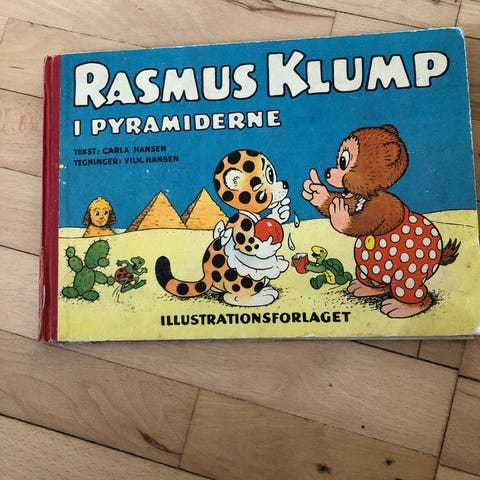 RASMUS KLUMP
I PYRAMIDERNE
TEKST: CARLA HANSEN
TEGNINGER: VILH. HANSEN
ILLUSTRATIONSFORLAGET